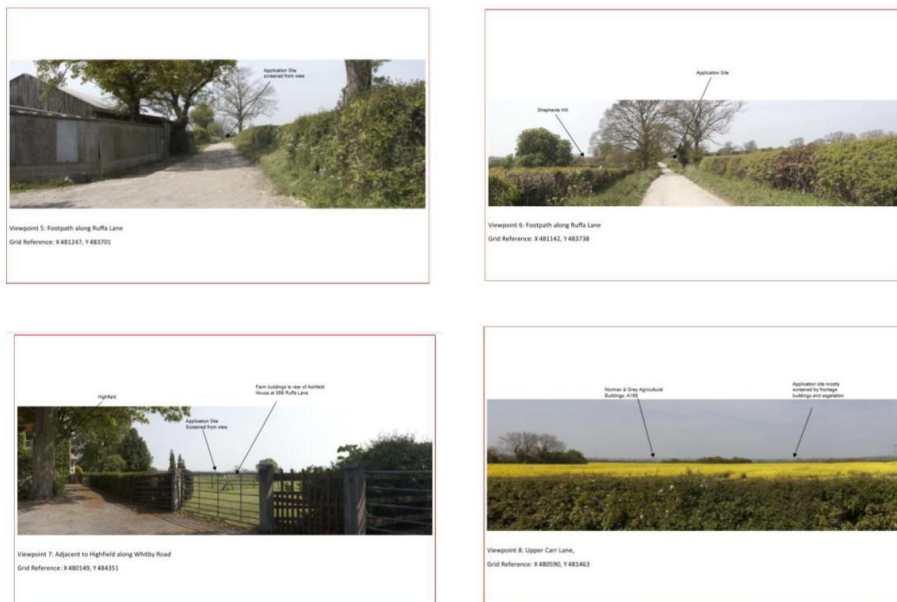 Application Site
screened from view
Viewpoint 5: Footpath along Ruffa Lane
Grid Reference: X 481247, Y 483701
Application Site
Shepherds Hill
Viewpoint 6: Footpath along Ruffa Lane
Grid Reference: X 481142, Y 483738
Highfield
Farm buildings to rear of Ashfield
House at 36B Ruffa Lane
Application Site
Screened from view
Viewpoint 7: Adjacent to Highfield along Whitby Road
Grid Reference: X 480149, Y 484351
Norman & Grey Agricultural
Buildings,
Application site mostly
screened by frontage
buildings and vegetation
Viewpoint 8: Upper Carr Lane,
Grid Reference: X 480590, Y 481463